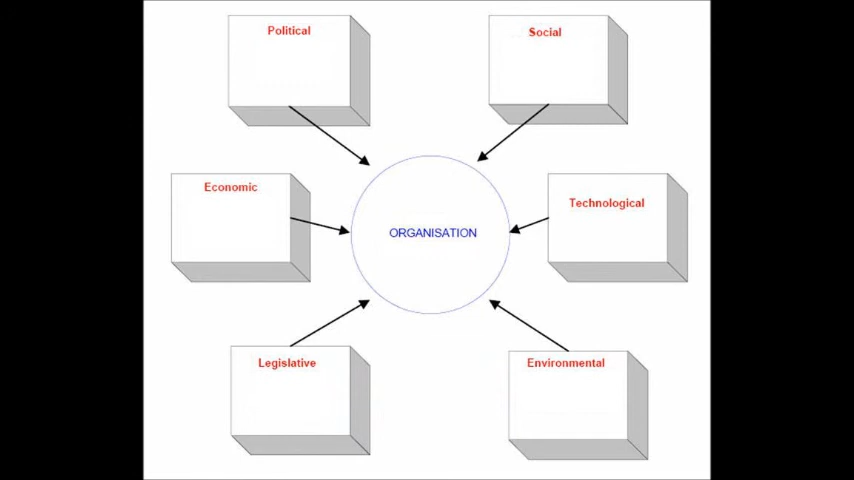 Political
Social
Economic
Technological
ORGANISATION
Legislative
Environmental